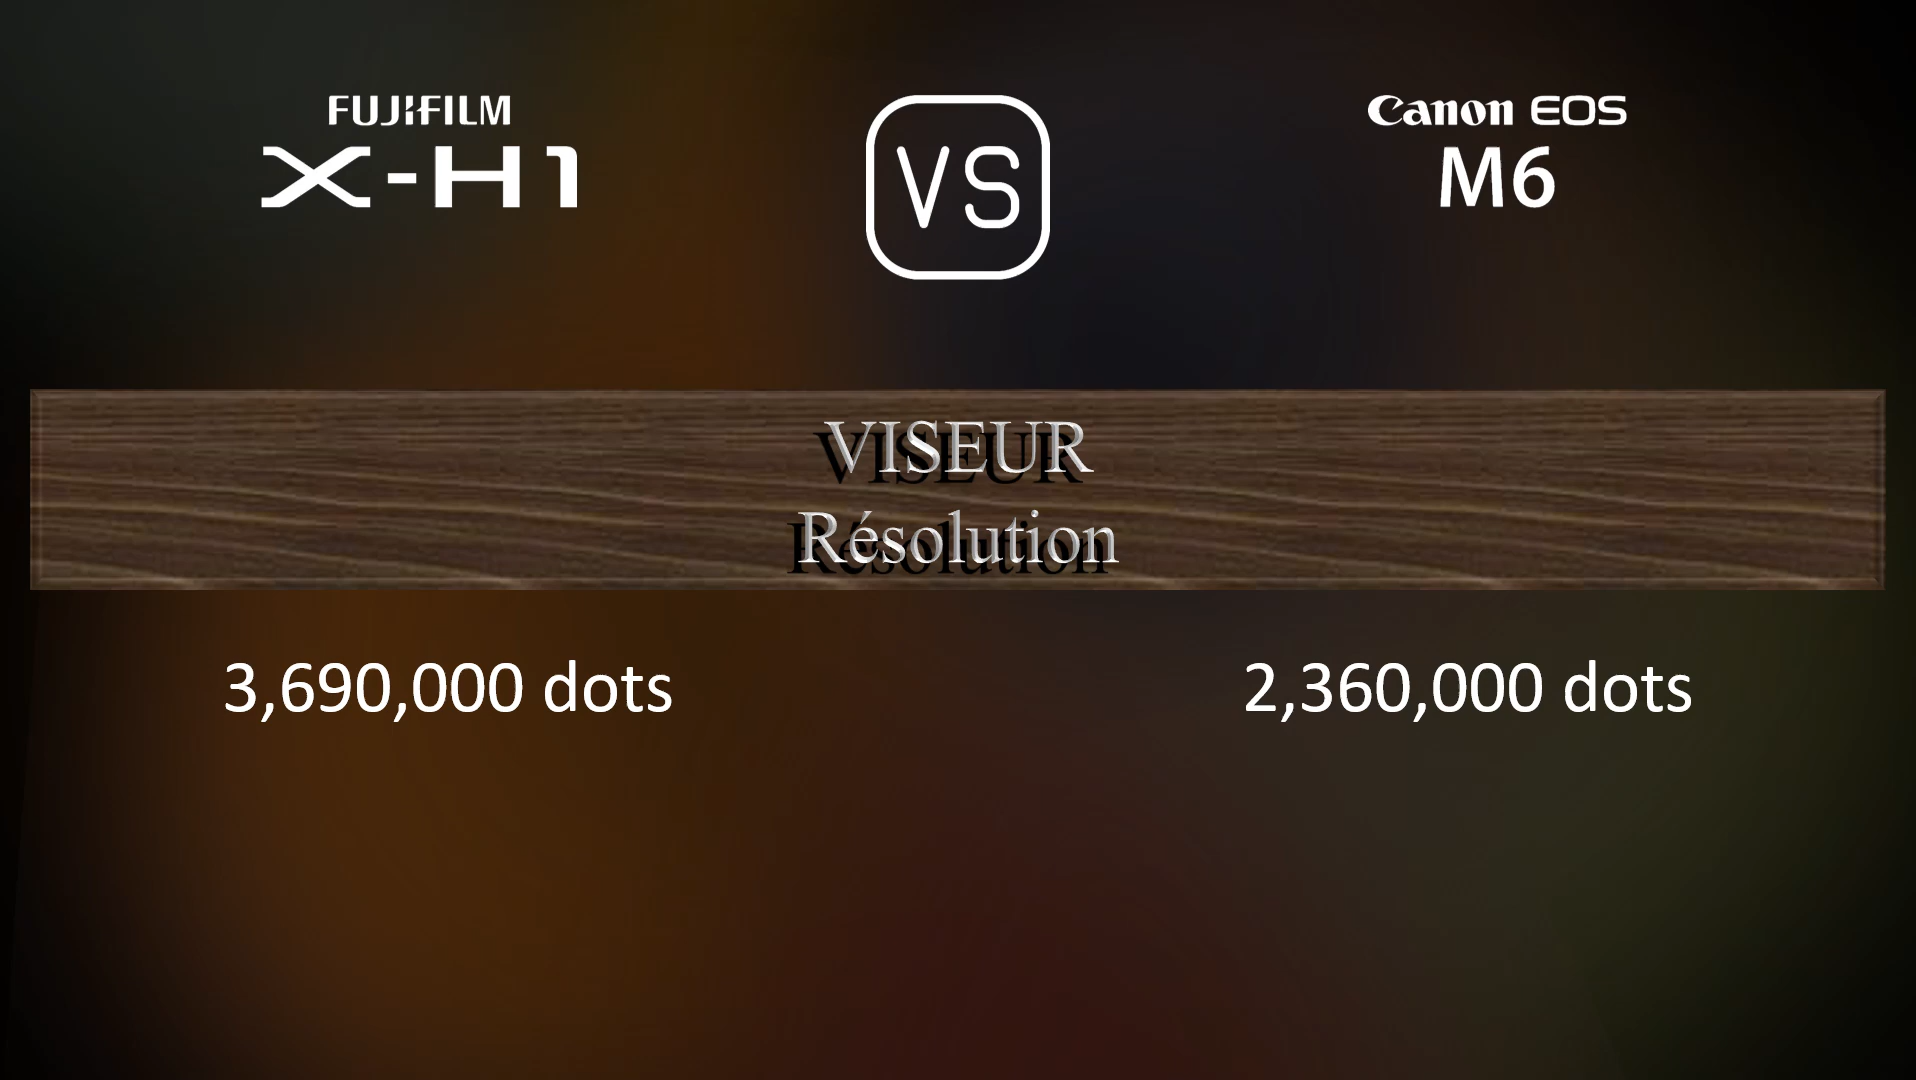 FUJIFILM
X-H1
VS
Canon EOS
M6
VISEUR
Résolution
3,690,000 dots
2,360,000 dots